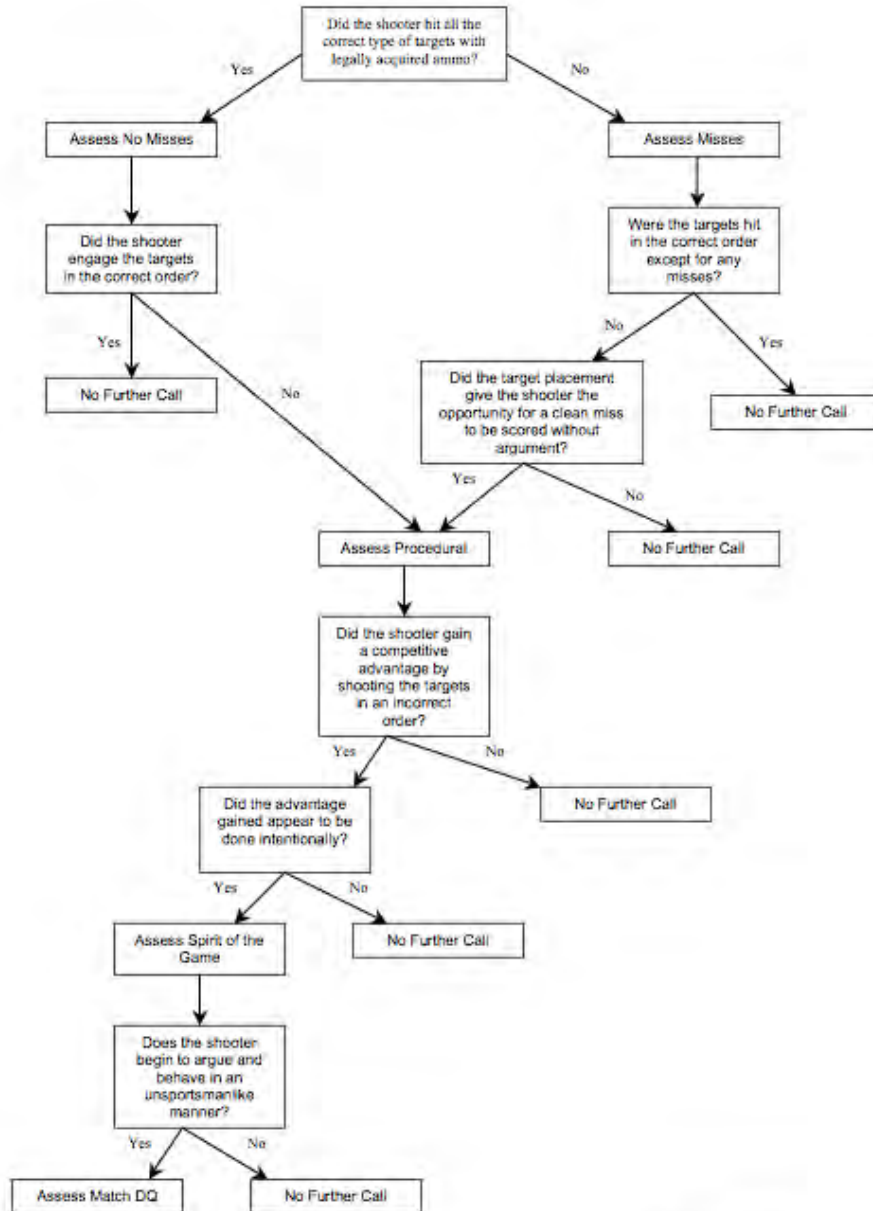 Did the shooter hit all the
correct type of targets with
legally acquired ammo?
Yes
No
Assess No Misses
Assess Misses
Did the shooter
engage the targets
in the correct order?
Were the targets hit
in the correct order
except for any
misses?
Yes
No
No
Yes
No Further Call
Did the target placement
give the shooter the
opportunity for a clean miss
to be scored without
argument?
No Further Call
Yes
No
Assess Procedural
No Further Call
Did the shooter gain
a competitive
advantage by
shooting the targets
in an incorrect
order?
Yes
No
Did the advantage
gained appear to be
done intentionally?
No Further Call
Yes
No
Assess Spirit of the
Game
No Further Call
Does the shooter
begin to argue and
behave in an
unsportsmanlike
manner?
Yes
No
Assess Match DQ
No Further Call